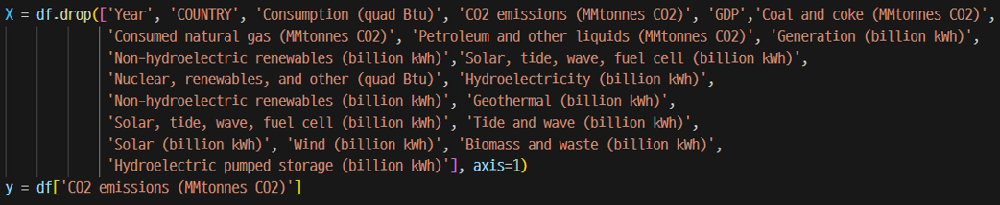 X = df.drop(['Year', 'COUNTRY', 'Consumption (quad Btu)', 'CO2 emissions (MMtonnes CO2)', 'GDP','Coal and coke (MMtonnes CO2)',
'Consumed natural gas (MMtonnes CO2)', 'Petroleum and other liquids (MMtonnes CO2)', 'Generation (billion kWh)',
'Non-hydroelectric renewables (billion kWh)','Solar, tide, wave, fuel cell (billion kWh)',
'Nuclear, renewables, and other (quad Btu)', 'Hydroelectricity (billion kWh)',
'Non-hydroelectric renewables (billion kWh)', 'Geothermal (billion kWh)',
'Solar, tide, wave, fuel cell (billion kWh)', 'Tide and wave (billion kWh)',
'Solar (billion kWh)', 'Wind (billion kWh)', 'Biomass and waste (billion kWh)',
'Hydroelectric pumped storage (billion kWh)'], axis=1)
y = df['CO2 emissions (MMtonnes CO2)']